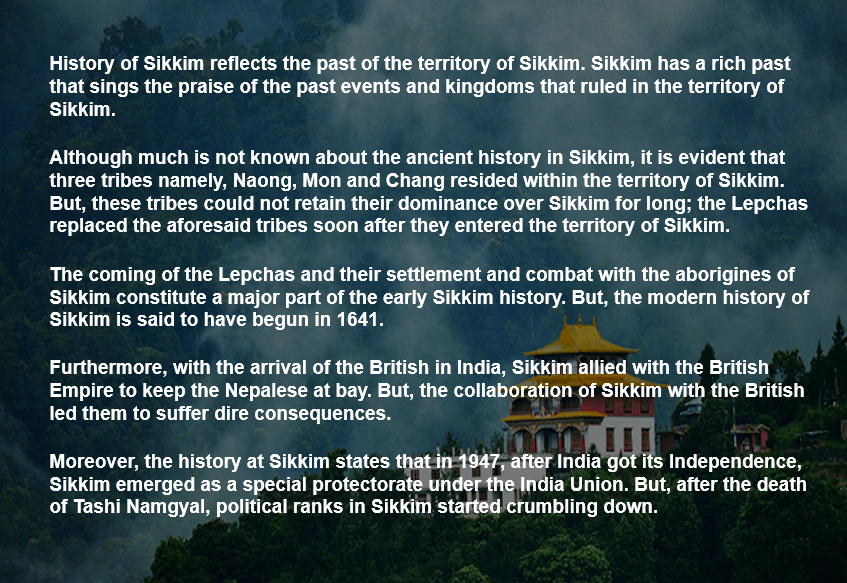 History of Sikkim reflects the past of the territory of Sikkim. Sikkim has a rich past
that sings the praise of the past events and kingdoms that ruled in the territory of
Sikkim.
Although much is not known about the ancient history in Sikkim, it is evident that
three tribes namely, Naong, Mon and Chang resided within the territory of Sikkim.
But, these tribes could not retain their dominance over Sikkim for long; the Lepchas
replaced the aforesaid tribes soon after they entered the territory of Sikkim.
The coming of the Lepchas and their settlement and combat with the aborigines of
Sikkim constitute a major part of the early Sikkim history. But, the modern history of
Sikkim is said to have begun in 1641.
Furthermore, with the arrival of the British in India, Sikkim allied with the British
Empire to keep the Nepalese at bay. But, the collaboration of Sikkim with the British
led them to suffer dire consequences.
Moreover, the history at Sikkim states that in 1947, after India got its Independence,
Sikkim emerged as a special protectorate under the India Union. But, after the death
of Tashi Namgyal, political ranks in Sikkim started crumbling down.